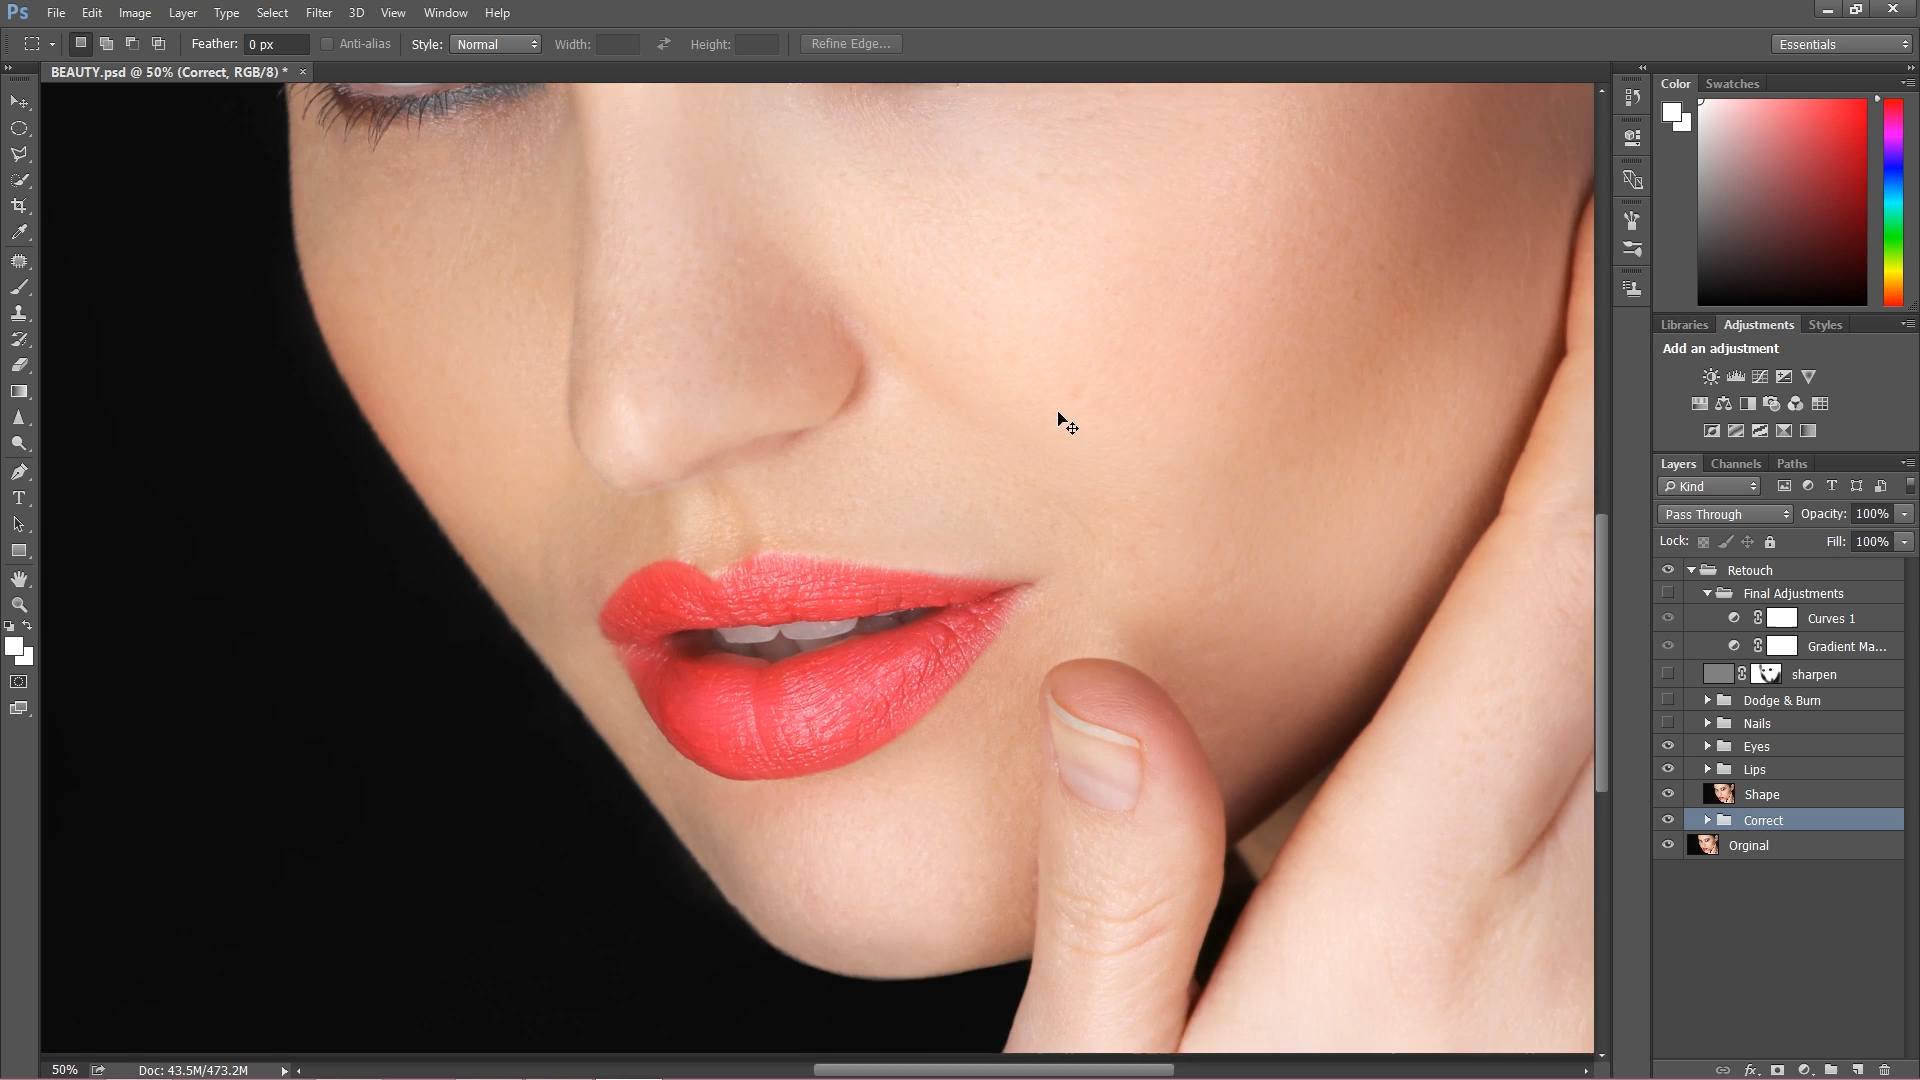 Ps File Edit Image Layer Type Select Filter 3D View Window Help
Feather: 0 px Anti-alias Style: Normal Width: Height: Refine Edge... Essentials
BEAUTY.psd @ 50% (Correct, RGB/8) * ×
Color Swatches
Libraries Adjustments Styles
Add an adjustment
Layers Channels Paths
Kind T
Pass Through Opacity: 100%
Lock: Fill: 100%
Retouch
Final Adjustments
Curves 1
Gradient Ma...
sharpen
Dodge & Burn
Nails
Eyes
Lips
Shape
Correct
Orginal
50% Doc: 43.5M/473.2M
fx